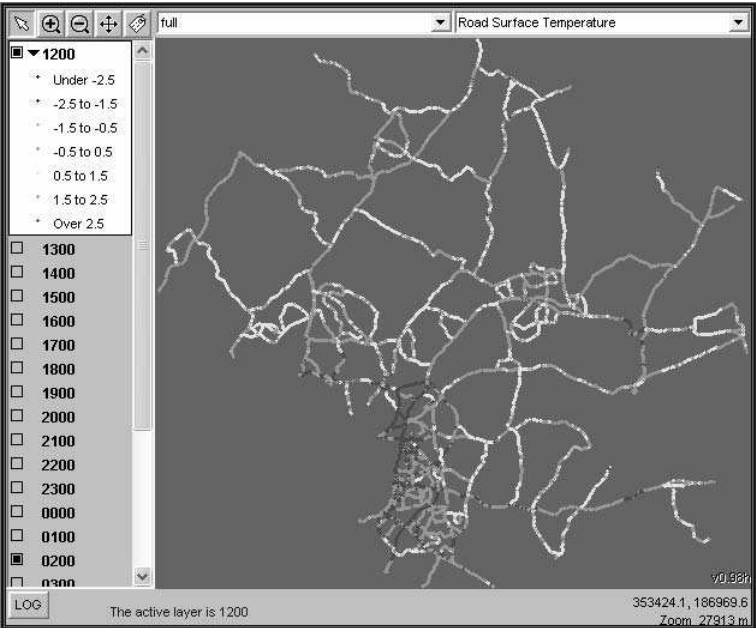 full
Road Surface Temperature
1200
Under -2.5
-2.5 to -1.5
-1.5 to -0.5
-0.5 to 0.5
0.5 to 1.5
1.5 to 2.5
Over 2.5
1300
1400
1500
1600
1700
1800
1900
2000
2100
2200
2300
0000
0100
0200
0300
v0.98h
LOG
The active layer is 1200
353424.1, 186969.6
Zoom 27913 m